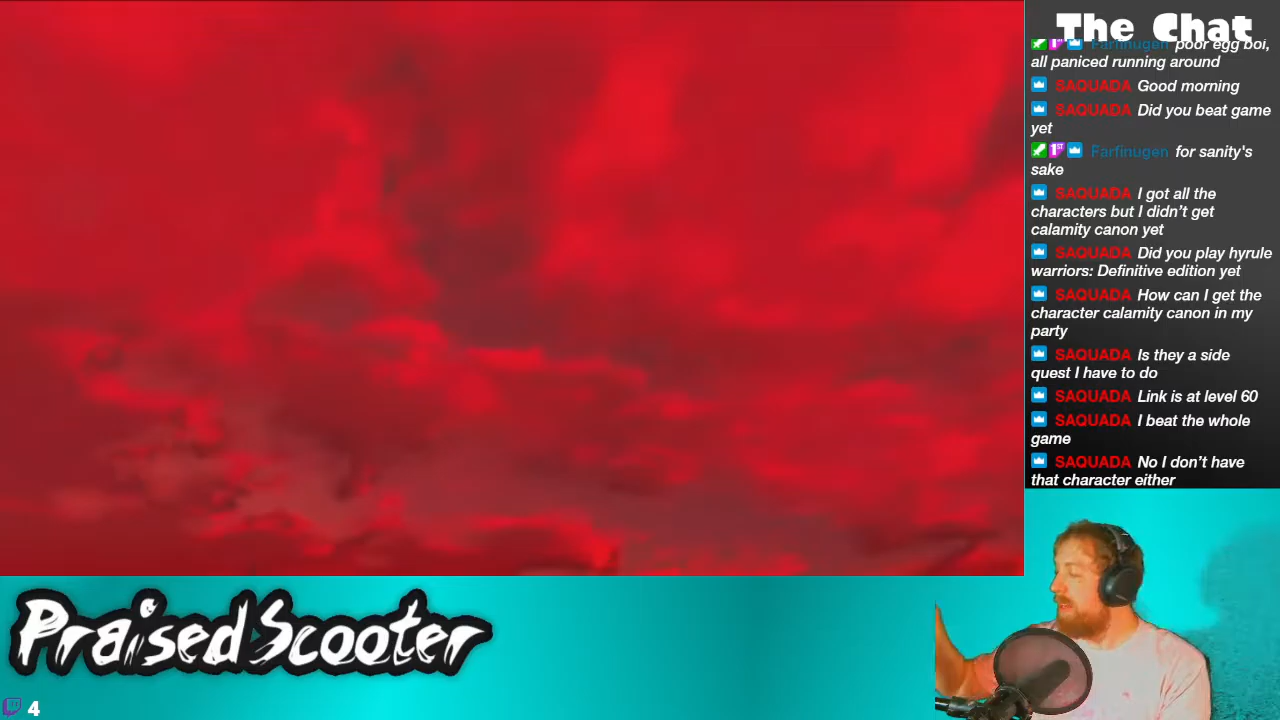 The Chat
Farfinugen poor egg boi,
all paniced running around
SAQUADA Good morning
SAQUADA Did you beat game
yet
Farfinugen for sanity's
sake
SAQUADA I got all the
characters but I didn't get
calamity canon yet
SAQUADA Did you play hyrule
warriors: Definitive edition yet
SAQUADA How can I get the
character calamity canon in my
party
SAQUADA Is they a side
quest I have to do
SAQUADA Link is at level 60
SAQUADA I beat the whole
game
SAQUADA No I don't have
that character either
PraisedScooter
4